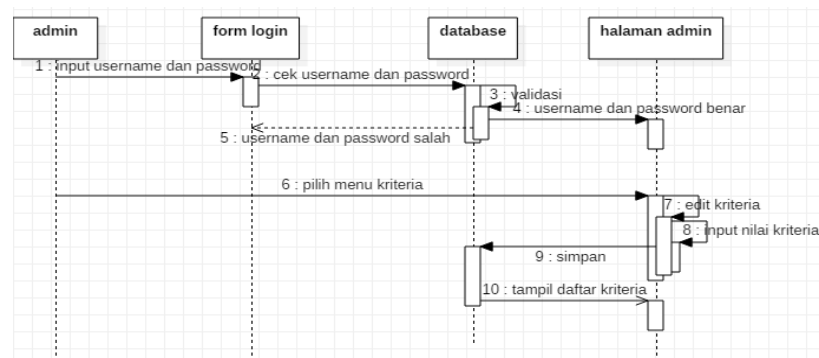 admin
form login
database
halaman admin
1 : input username dan password
2 : cek username dan password
3 : validasi
4 : username dan password benar
5 : username dan password salah
6 : pilih menu kriteria
7 : edit kriteria
8 : input nilai kriteria
9 : simpan
10 : tampil daftar kriteria